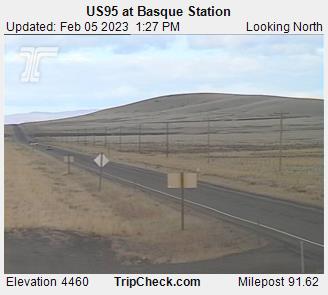 US95 at Basque Station
Updated: Feb 05 2023 1:27 PM Looking North
Elevation 4460 TripCheck.com Milepost 91.62